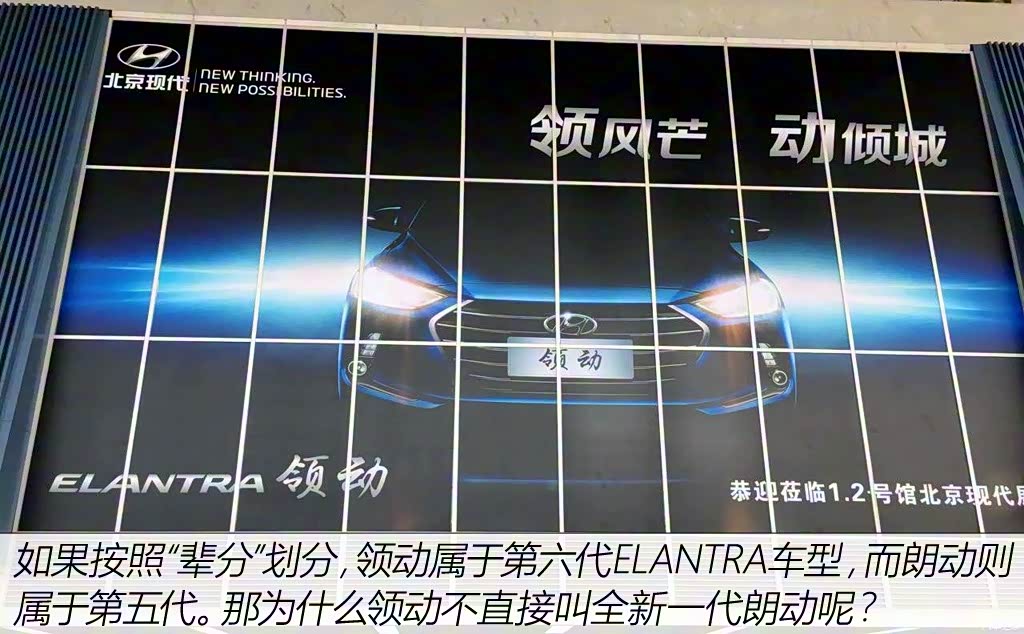 北京现代
NEW THINKING.
NEW POSSIBILITIES.
领风芒 动倾城
领动
ELANTRA 领动
恭迎莅临1.2号馆北京现代展
如果按照“辈分”划分,领动属于第六代ELANTRA车型,而朗动则
属于第五代。那为什么领动不直接叫全新一代朗动呢?